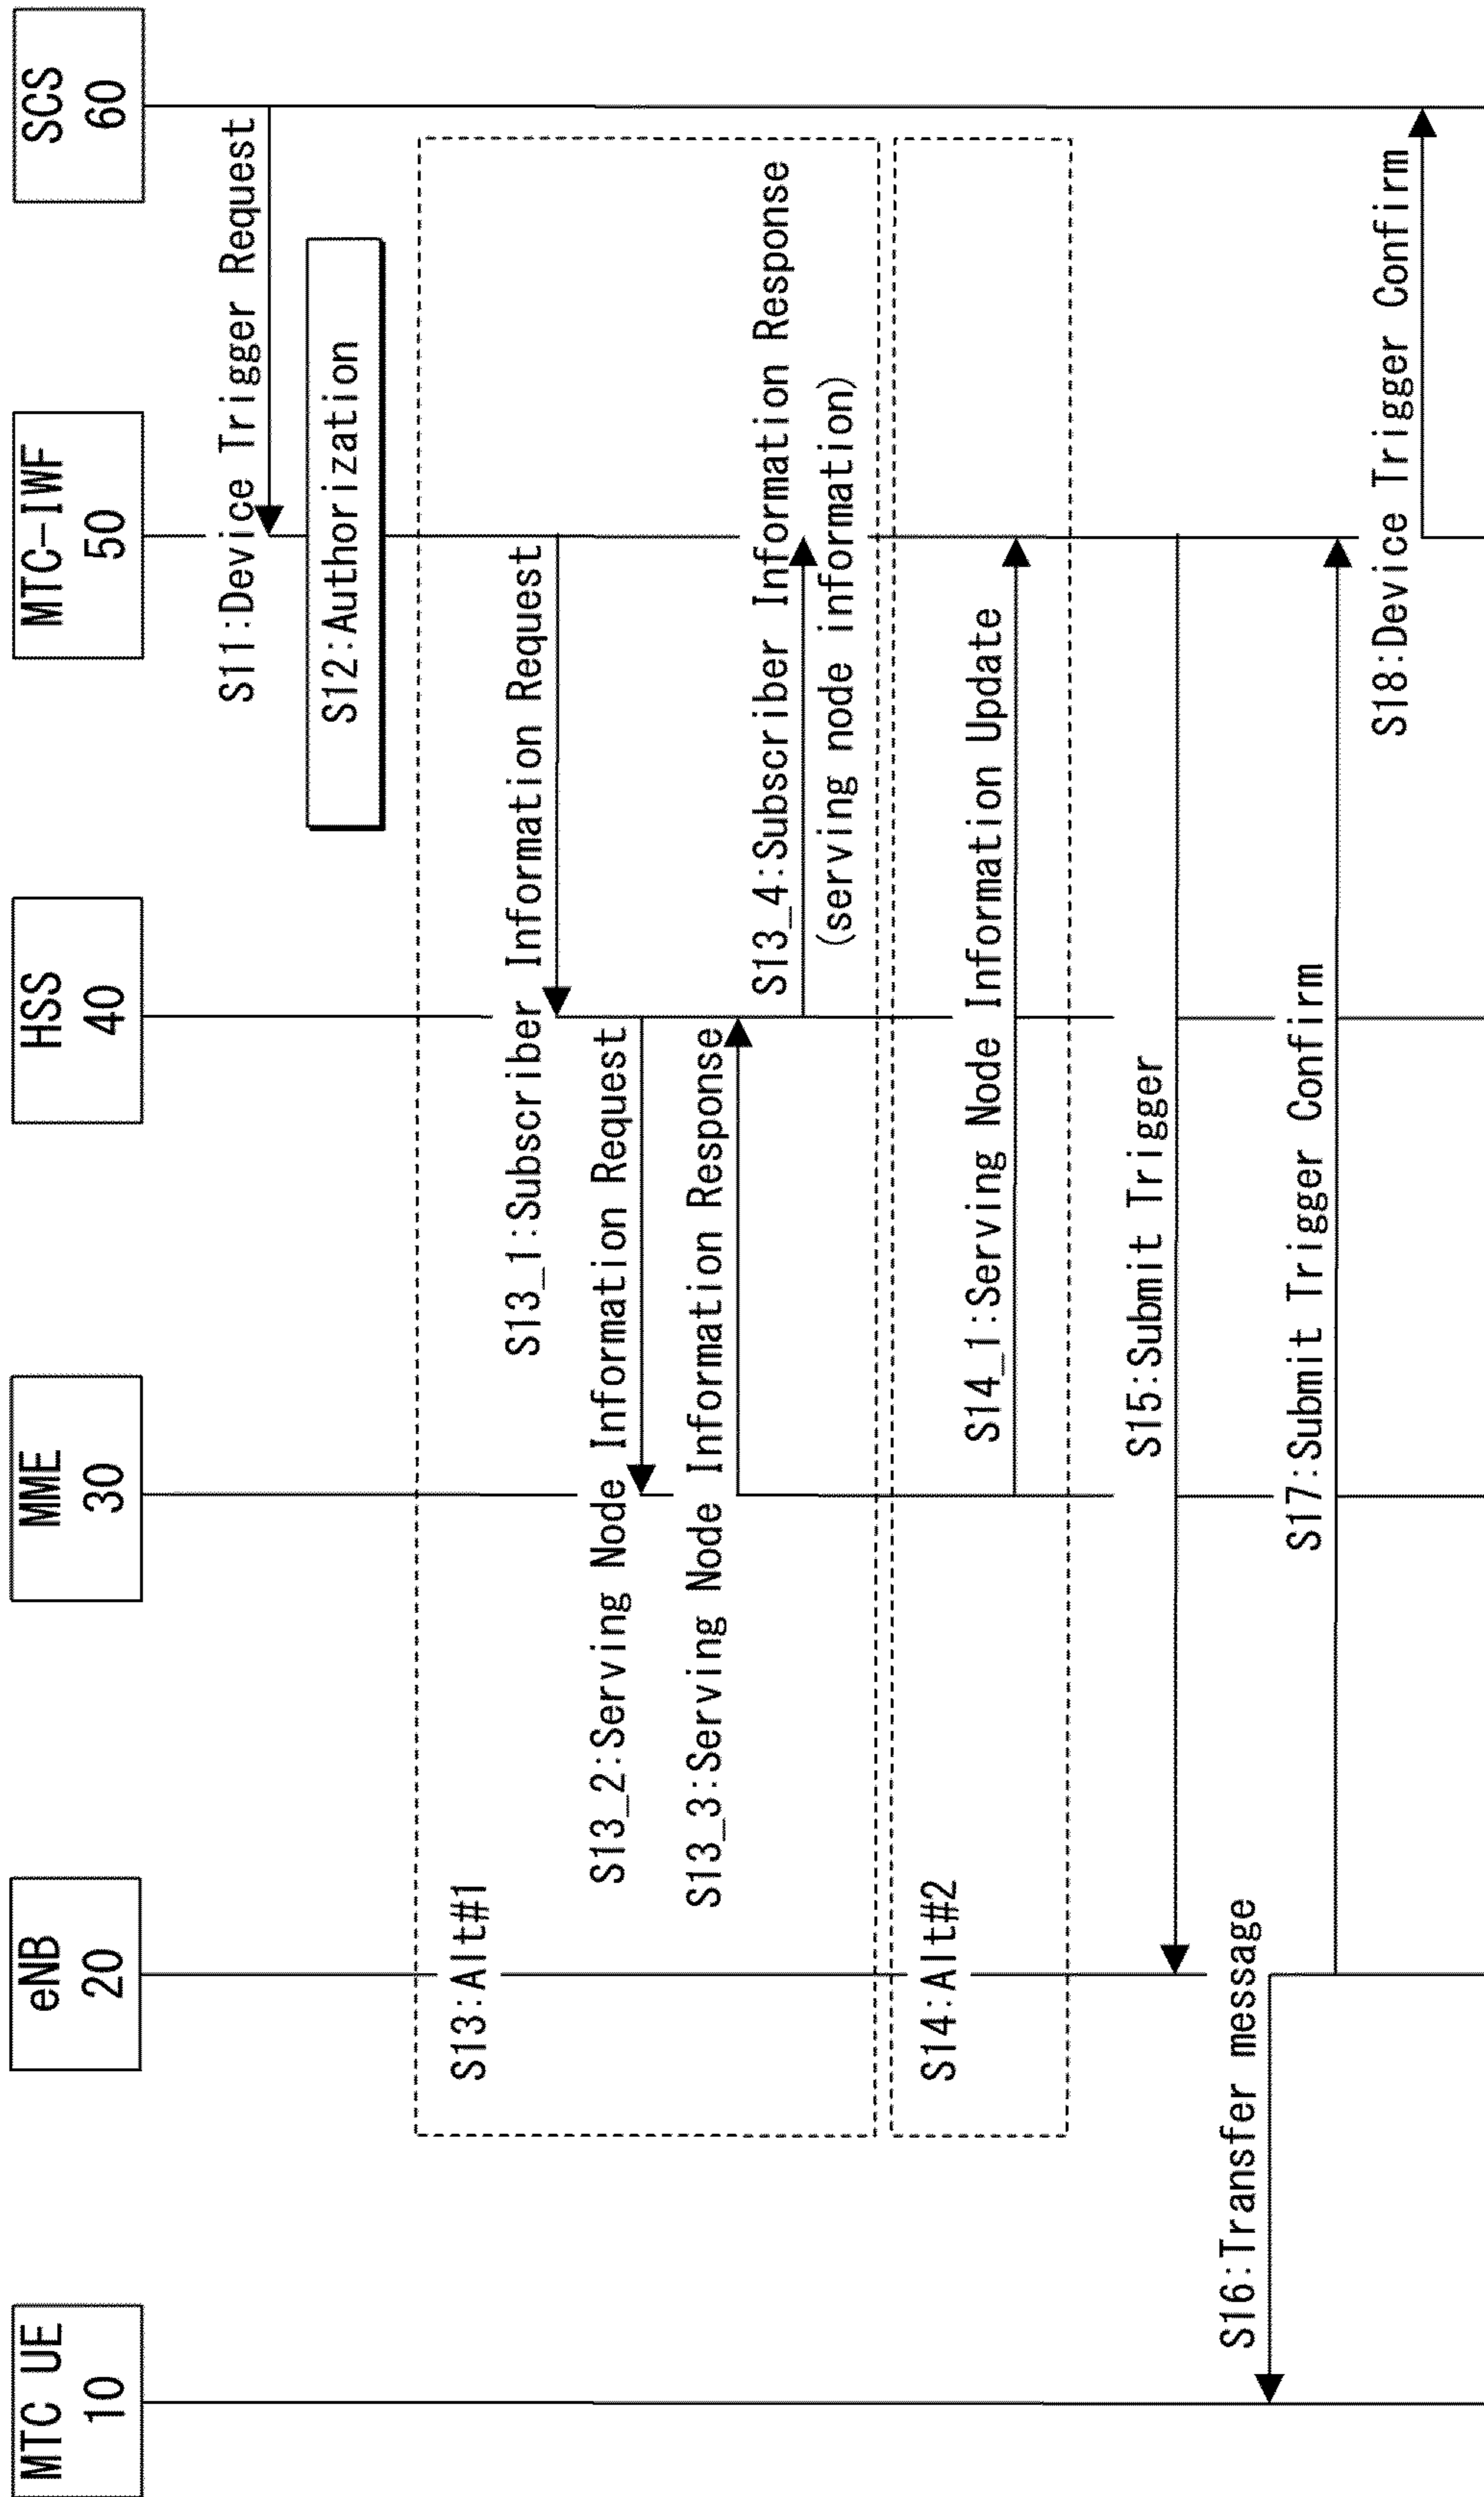 MTC UE
10
eNB
20
MME
30
HSS
40
MTC-IWF
50
SCS
60
S11:Device Trigger Request
S12:Authorization
S13:Alt#1
S13_1:Subscriber Information Request
S13_2:Serving Node Information Request
S13_3:Serving Node Information Response
S13_4:Subscriber Information Response
(serving node information)
S14:Alt#2
S14_1:Serving Node Information Update
S15:Submit Trigger
S16:Transfer message
S17:Submit Trigger Confirm
S18:Device Trigger Confirm